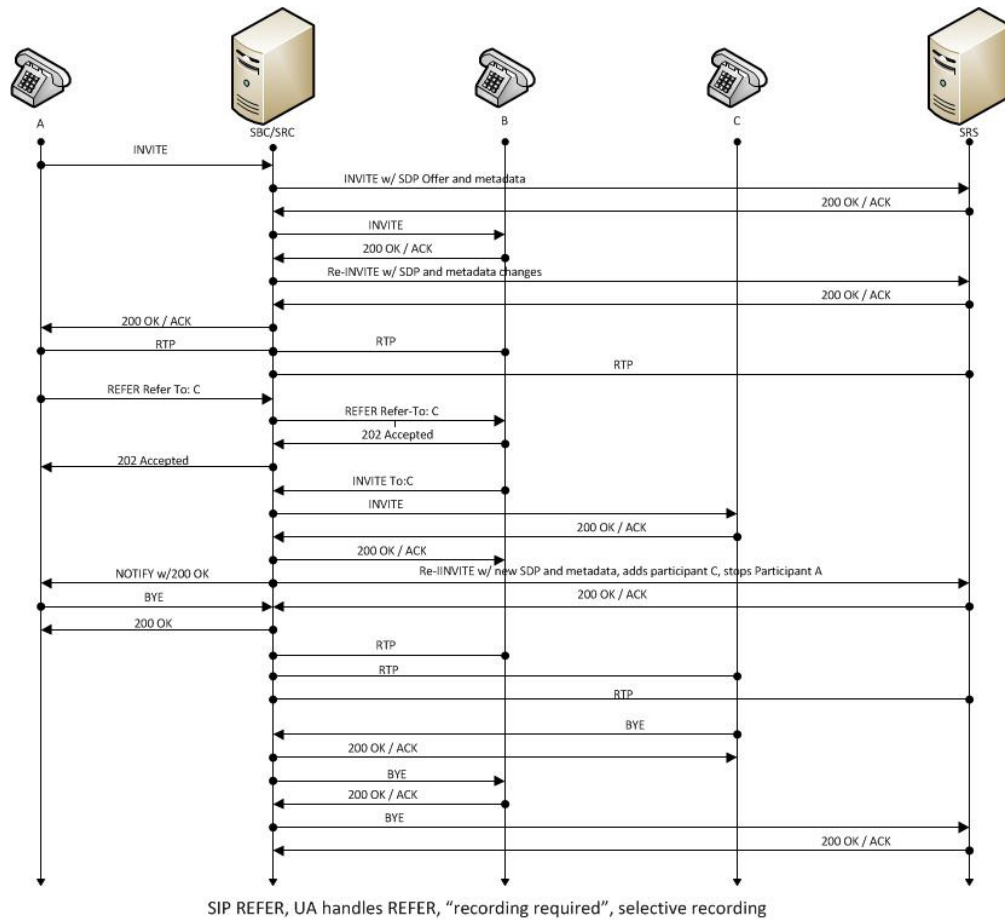 A
SBC/SRC
B
C
SRS
INVITE
INVITE w/ SDP Offer and metadata
200 OK / ACK
INVITE
200 OK / ACK
Re-INVITE w/ SDP and metadata changes
200 OK / ACK
200 OK / ACK
RTP
RTP
RTP
REFER Refer To: C
REFER Refer-To: C
202 Accepted
202 Accepted
INVITE To:C
INVITE
200 OK / ACK
200 OK / ACK
NOTIFY w/200 OK
Re-IINVITE w/ new SDP and metadata, adds participant C, stops Participant A
BYE
200 OK / ACK
200 OK
RTP
RTP
RTP
BYE
200 OK / ACK
BYE
200 OK / ACK
BYE
200 OK / ACK
SIP REFER, UA handles REFER, “recording required”, selective recording